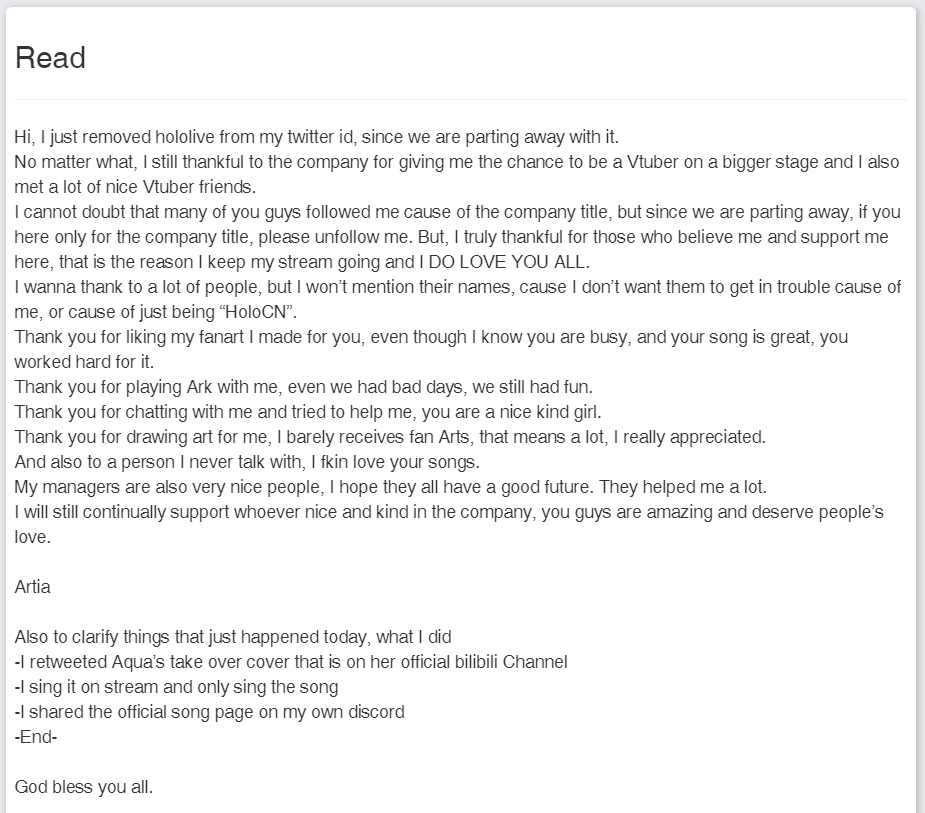 Read
Hi, I just removed hololive from my twitter id, since we are parting away with it.
No matter what, I still thankful to the company for giving me the chance to be a Vtuber on a bigger stage and I also
met a lot of nice Vtuber friends.
I cannot doubt that many of you guys followed me cause of the company title, but since we are parting away, if you
here only for the company title, please unfollow me. But, I truly thankful for those who believe me and support me
here, that is the reason I keep my stream going and I DO LOVE YOU ALL.
I wanna thank to a lot of people, but I won’t mention their names, cause I don’t want them to get in trouble cause of
me, or cause of just being “HoloCN”.
Thank you for liking my fanart I made for you, even though I know you are busy, and your song is great, you
worked hard for it.
Thank you for playing Ark with me, even we had bad days, we still had fun.
Thank you for chatting with me and tried to help me, you are a nice kind girl.
Thank you for drawing art for me, I barely receives fan Arts, that means a lot, I really appreciated.
And also to a person I never talk with, I fkin love your songs.
My managers are also very nice people, I hope they all have a good future. They helped me a lot.
I will still continually support whoever nice and kind in the company, you guys are amazing and deserve people’s
love.
Artia
Also to clarify things that just happened today, what I did
-I retweeted Aqua’s take over cover that is on her official bilibili Channel
-I sing it on stream and only sing the song
-I shared the official song page on my own discord
-End-
God bless you all.